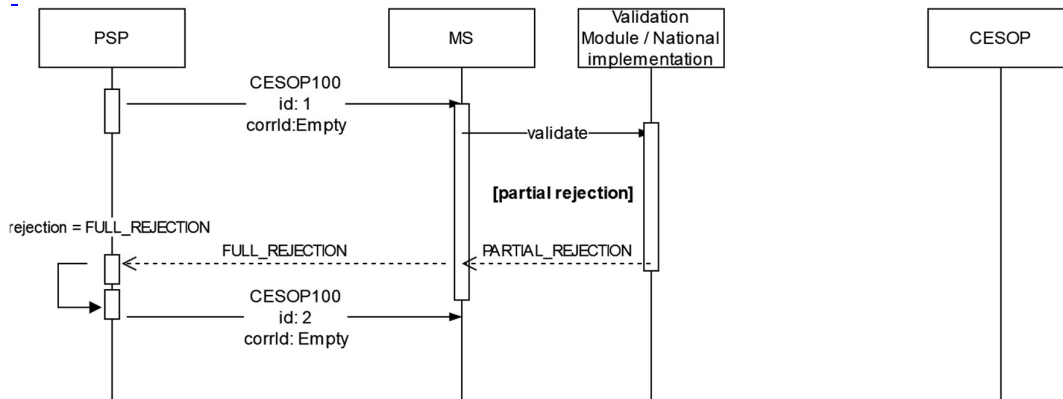 PSP
MS
Validation
Module / National
implementation
CESOP
CESOP100
id: 1
corrId:Empty
validate
[partial rejection]
rejection = FULL_REJECTION
FULL_REJECTION
PARTIAL_REJECTION
CESOP100
id: 2
corrId: Empty